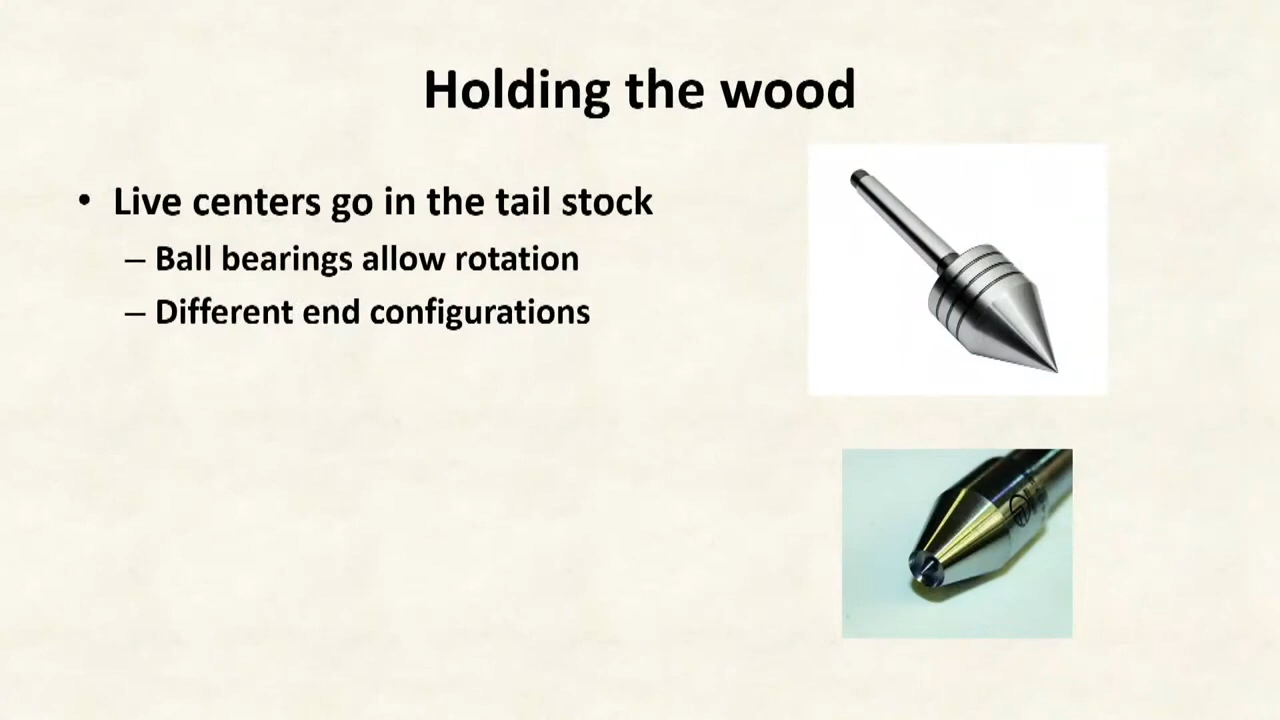 Holding the wood
• Live centers go in the tail stock
– Ball bearings allow rotation
– Different end configurations